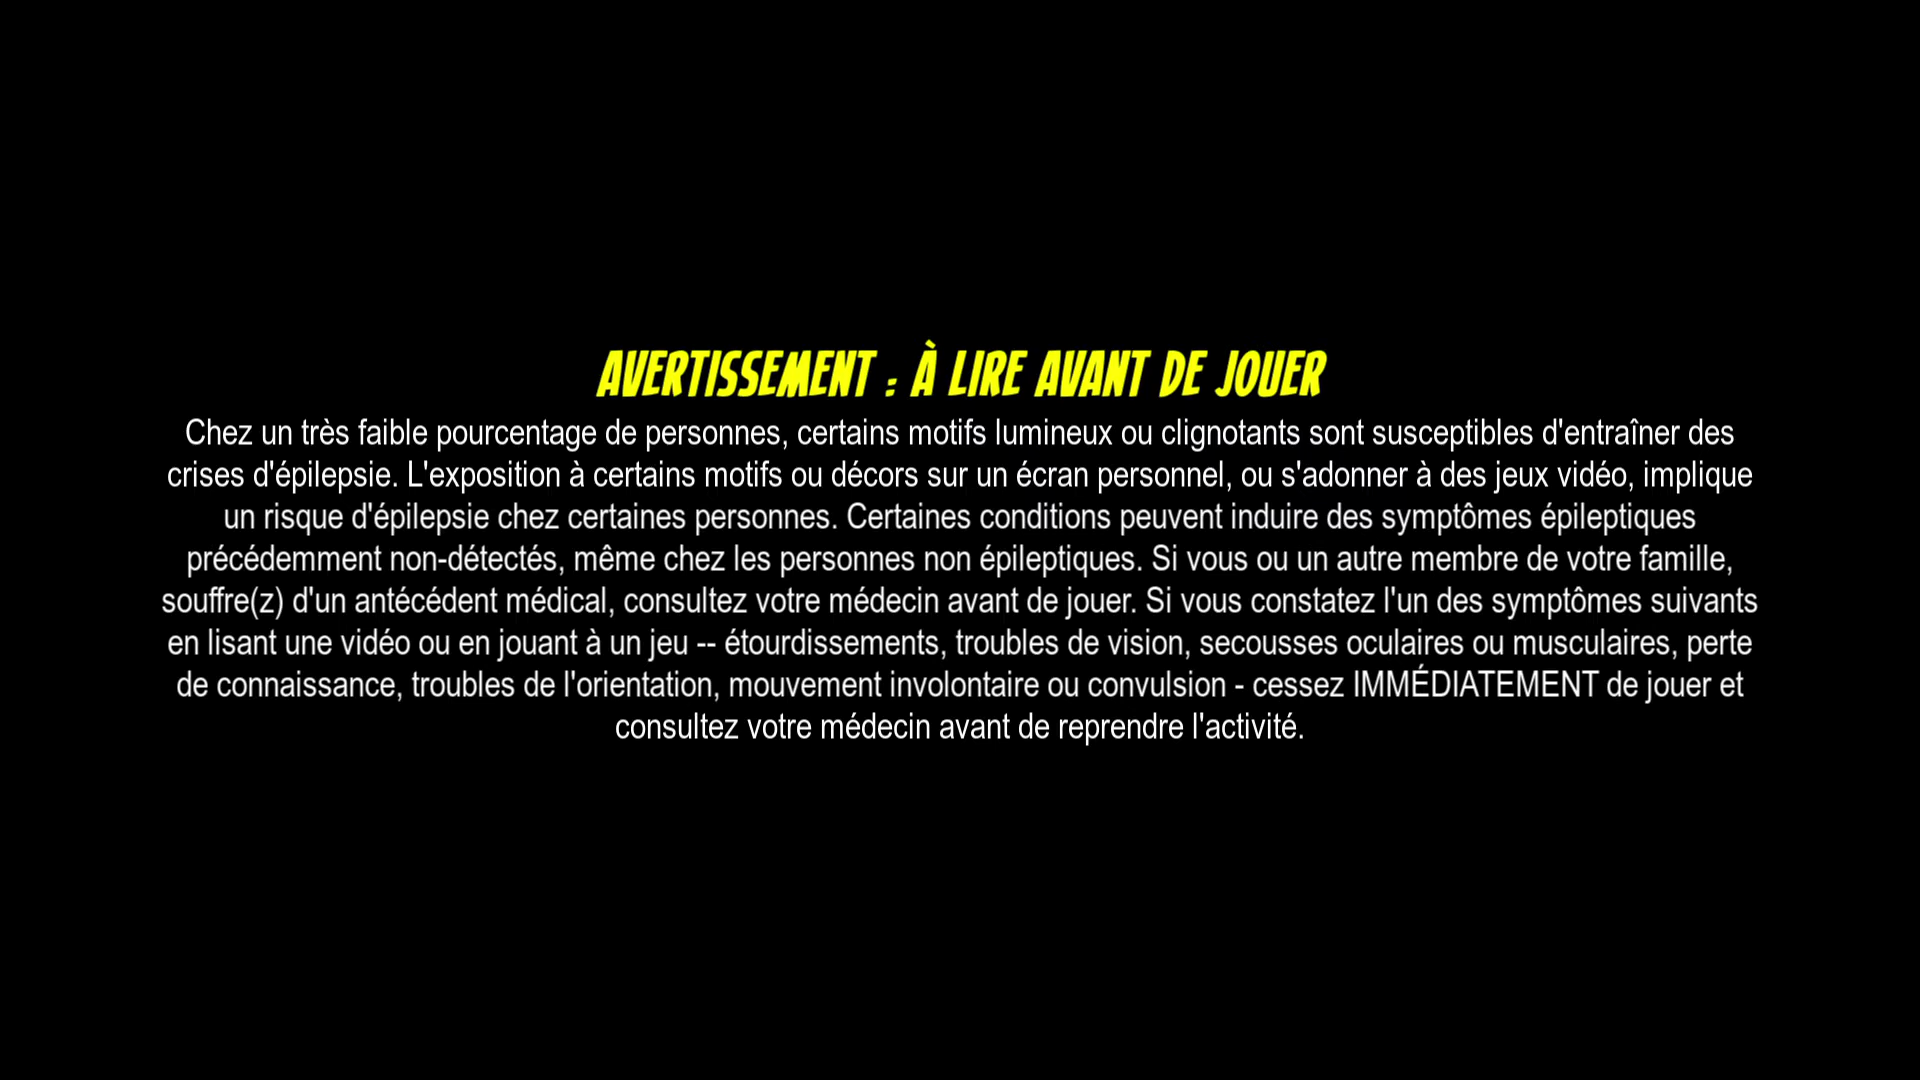 AVERTISSEMENT : À LIRE AVANT DE JOUER
Chez un très faible pourcentage de personnes, certains motifs lumineux ou clignotants sont susceptibles d'entraîner des
crises d'épilepsie. L'exposition à certains motifs ou décors sur un écran personnel, ou s'adonner à des jeux vidéo, implique
un risque d'épilepsie chez certaines personnes. Certaines conditions peuvent induire des symptômes épileptiques
précédemment non-détectés, même chez les personnes non épileptiques. Si vous ou un autre membre de votre famille,
souffre(z) d'un antécédent médical, consultez votre médecin avant de jouer. Si vous constatez l'un des symptômes suivants
en lisant une vidéo ou en jouant à un jeu -- étourdissements, troubles de vision, secousses oculaires ou musculaires, perte
de connaissance, troubles de l'orientation, mouvement involontaire ou convulsion - cessez IMMÉDIATEMENT de jouer et
consultez votre médecin avant de reprendre l'activité.